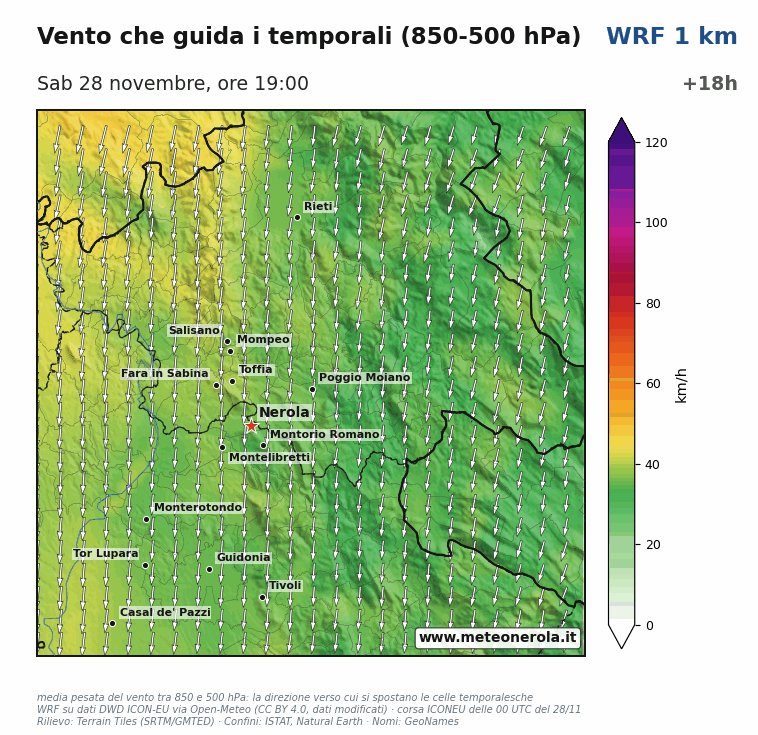 Vento che guida i temporali (850-500 hPa) WRF 1 km
Sab 28 novembre, ore 19:00 +18h
Rieti
Salisano
Mompeo
Fara in Sabina
Toffia
Poggio Moiano
Nerola
Montorio Romano
Montelibretti
Monterotondo
Tor Lupara
Guidonia
Tivoli
Casal de' Pazzi
www.meteonerola.it
120
100
80
60
40
20
0
km/h
media pesata del vento tra 850 e 500 hPa: la direzione verso cui si spostano le celle temporalesche
WRF su dati DWD ICON-EU via Open-Meteo (CC BY 4.0, dati modificati) · corsa ICONEU delle 00 UTC del 28/11
Rilievo: Terrain Tiles (SRTM/GMTED) · Confini: ISTAT, Natural Earth · Nomi: GeoNames